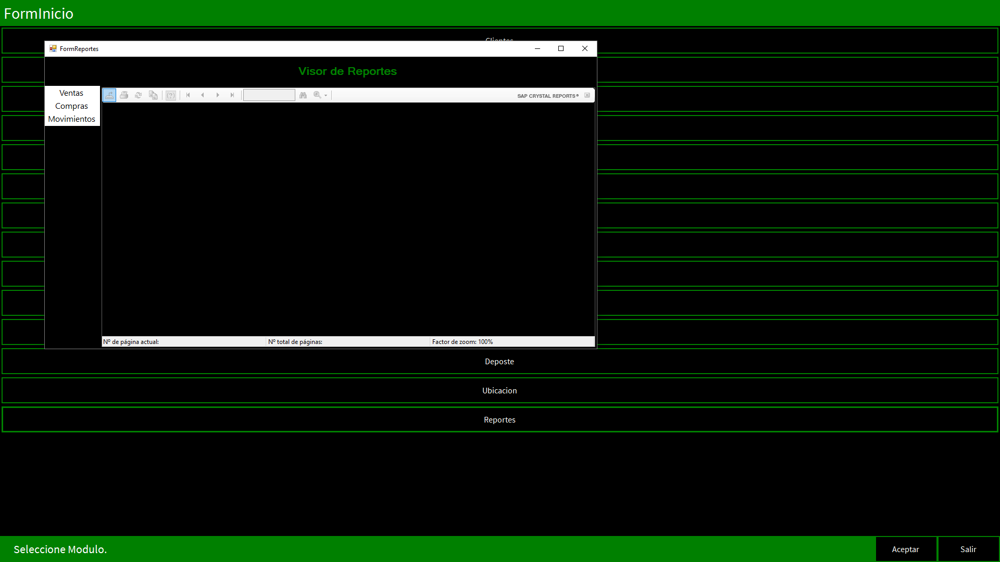 FormInicio
Clientes
FormReportes
Visor de Reportes
Ventas
Compras
Movimientos
SAP CRYSTAL REPORTS®
Nº de página actual:
Nº total de páginas:
Factor de zoom: 100%
Deposte
Ubicacion
Reportes
Seleccione Modulo.
Aceptar
Salir